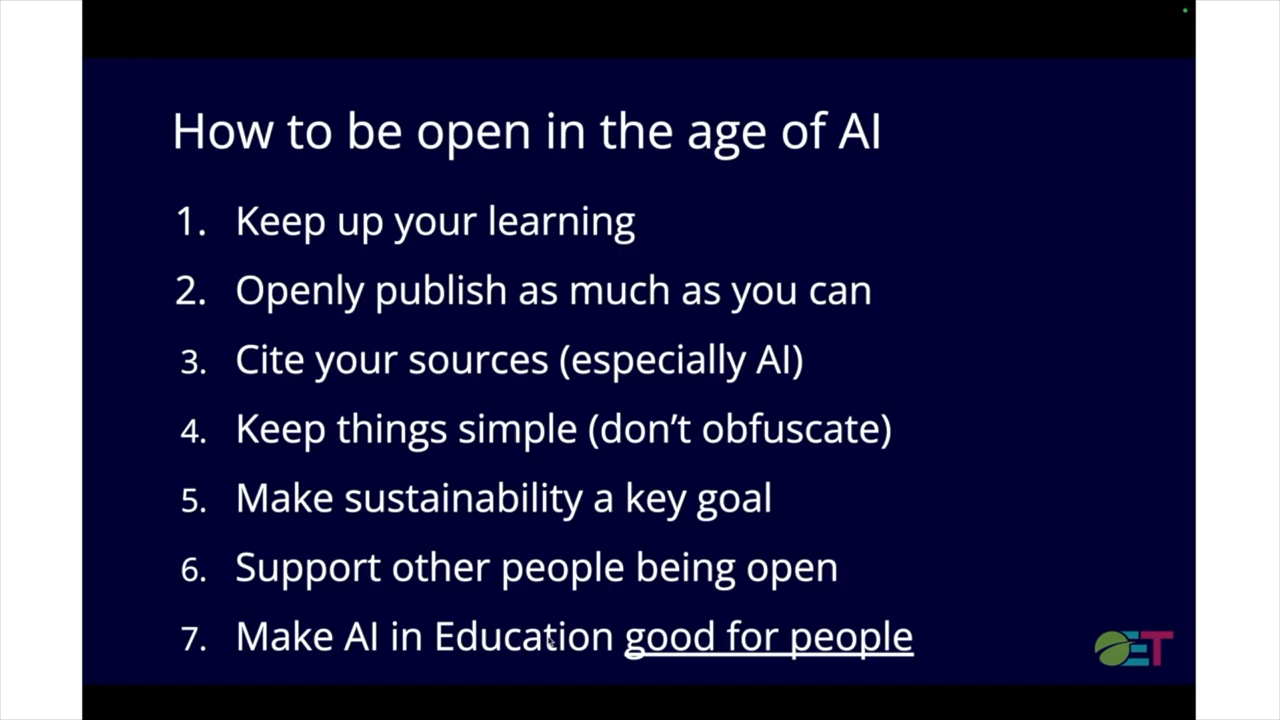 How to be open in the age of AI
1. Keep up your learning
2. Openly publish as much as you can
3. Cite your sources (especially AI)
4. Keep things simple (don’t obfuscate)
5. Make sustainability a key goal
6. Support other people being open
7. Make AI in Education good for people
OET